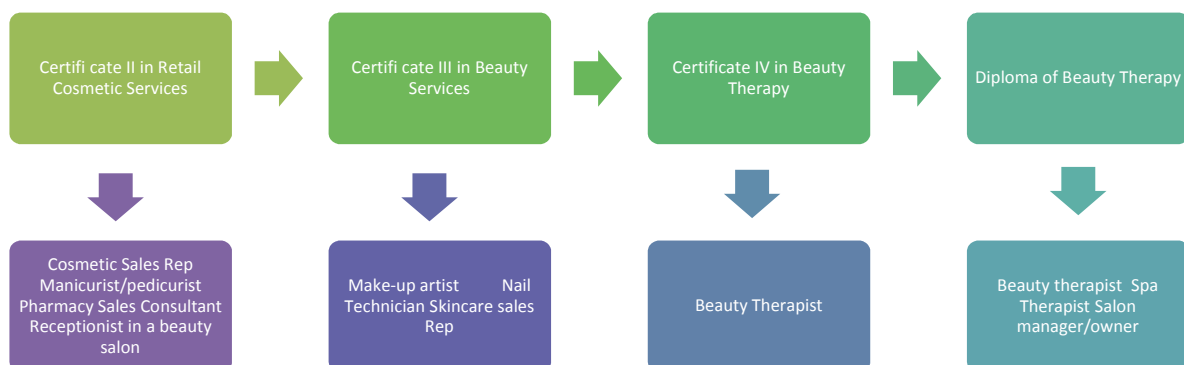 Certifi cate II in Retail
Cosmetic Services
Certifi cate III in Beauty
Services
Certificate IV in Beauty
Therapy
Diploma of Beauty Therapy
Cosmetic Sales Rep
Manicurist/pedicurist
Pharmacy Sales Consultant
Receptionist in a beauty
salon
Make-up artist Nail
Technician Skincare sales
Rep
Beauty Therapist
Beauty therapist Spa
Therapist Salon
manager/owner